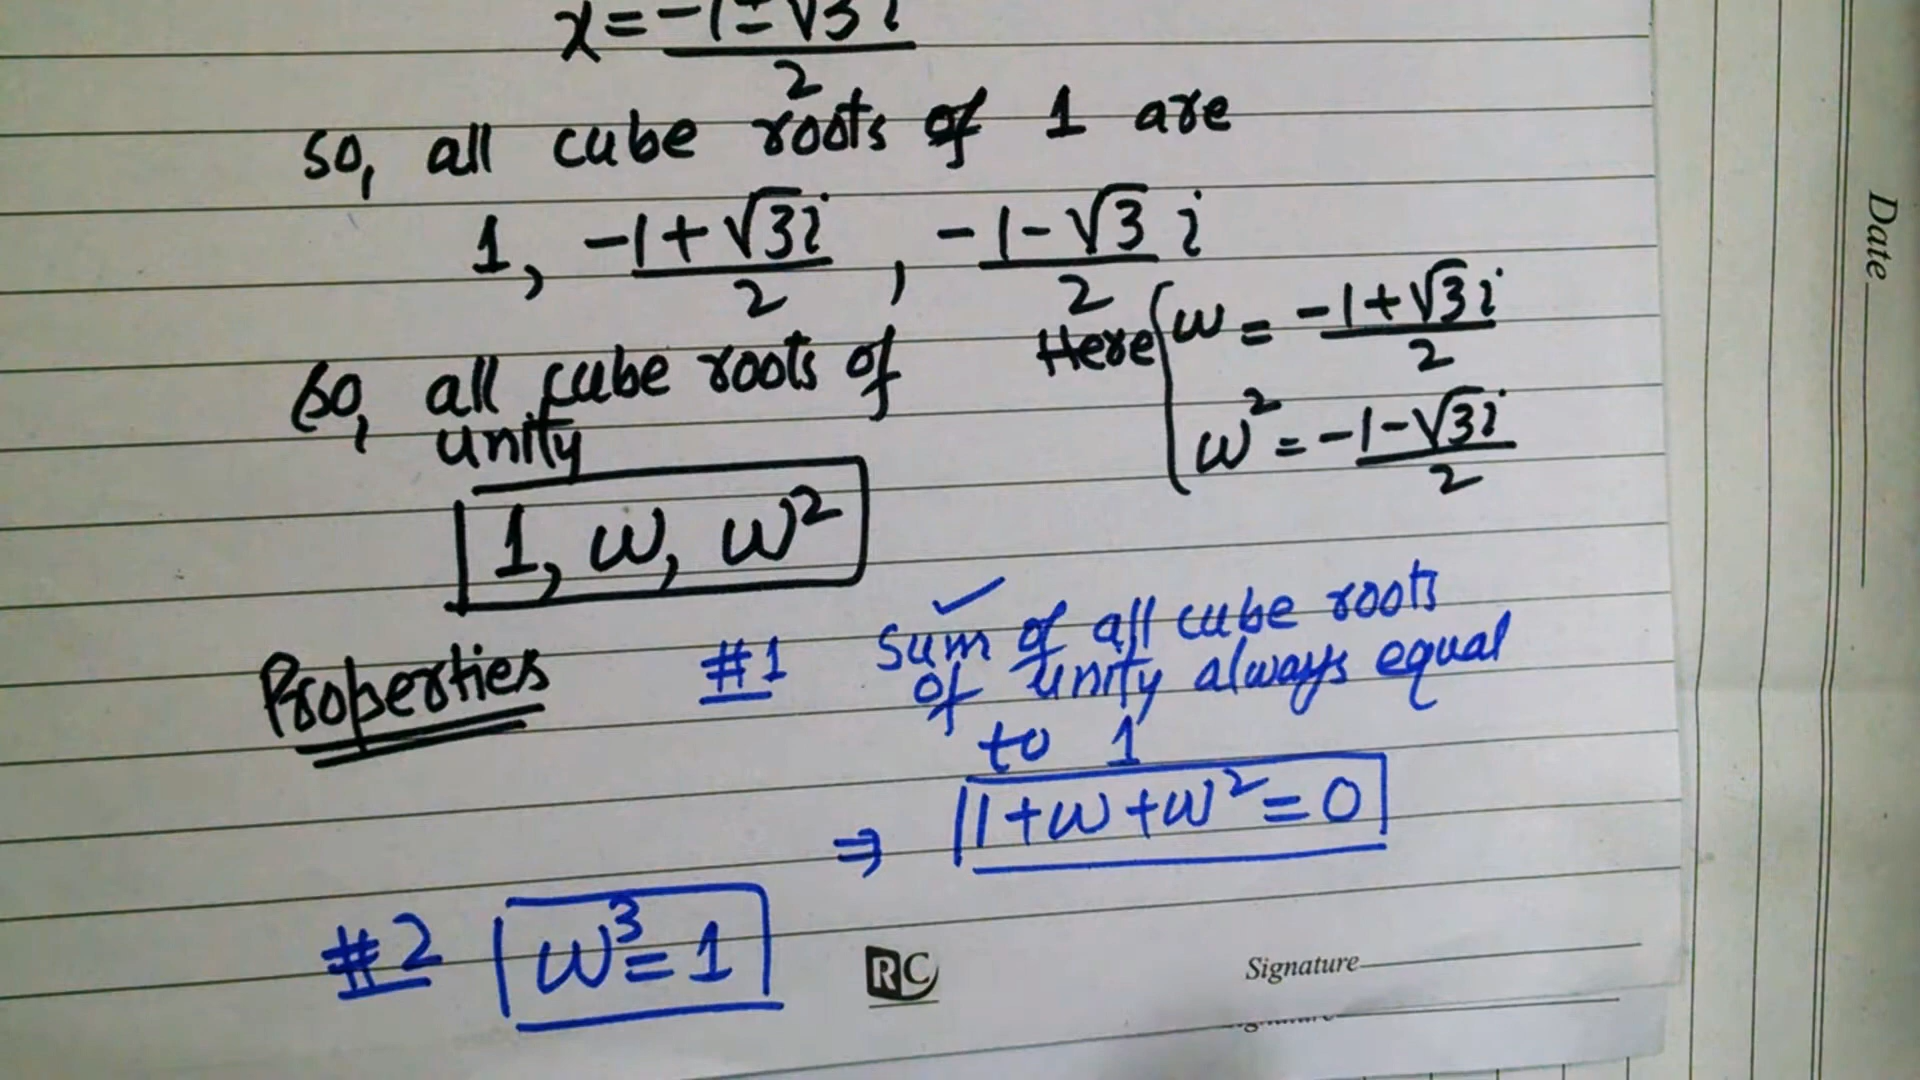 x = -1±√3 i
2
so, all cube roots of 1 are
1, -1+√3i/2, -1-√3 i/2
so, all cube roots of unity
Here ω = -1+√3i/2
ω² = -1-√3i/2
1, ω, ω²
Properties
#1 sum of all cube roots
of unity always equal
to 1
⇒ 1+ω+ω²=0
#2 ω³=1
RC
Signature
Date